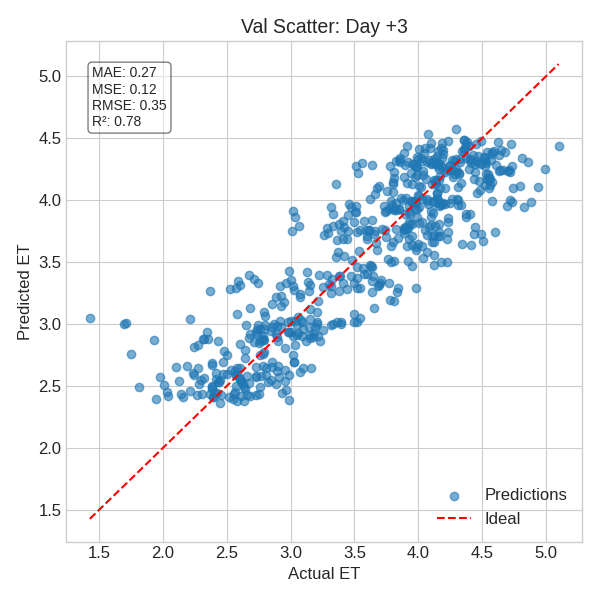 Val Scatter: Day +3
MAE: 0.27
MSE: 0.12
RMSE: 0.35
R²: 0.78
Predicted ET
5.0
4.5
4.0
3.5
3.0
2.5
2.0
1.5
Predictions
Ideal
1.5 2.0 2.5 3.0 3.5 4.0 4.5 5.0
Actual ET